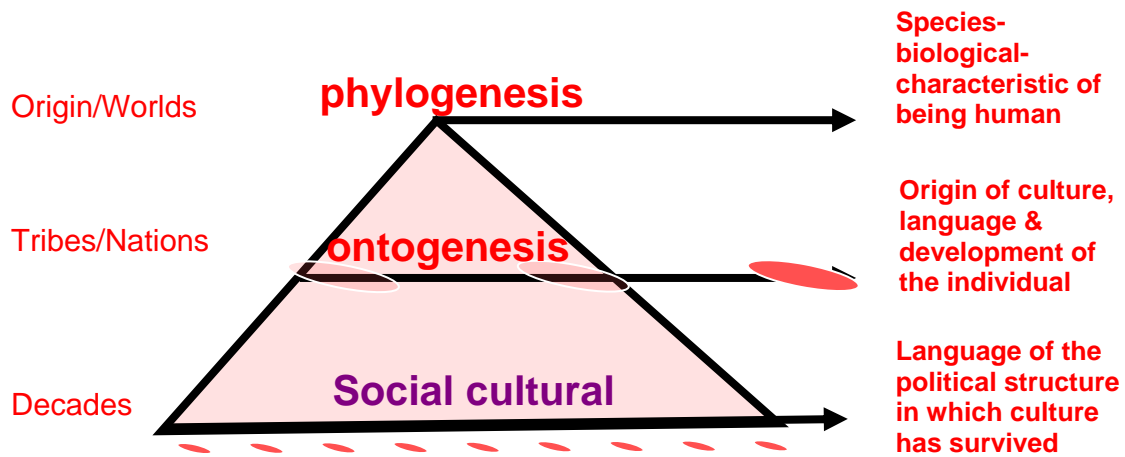 Origin/Worlds
phylogenesis
Species-
biological-
characteristic of
being human
Tribes/Nations
ontogenesis
Origin of culture,
language &
development of
the individual
Decades
Social cultural
Language of the
political structure
in which culture
has survived